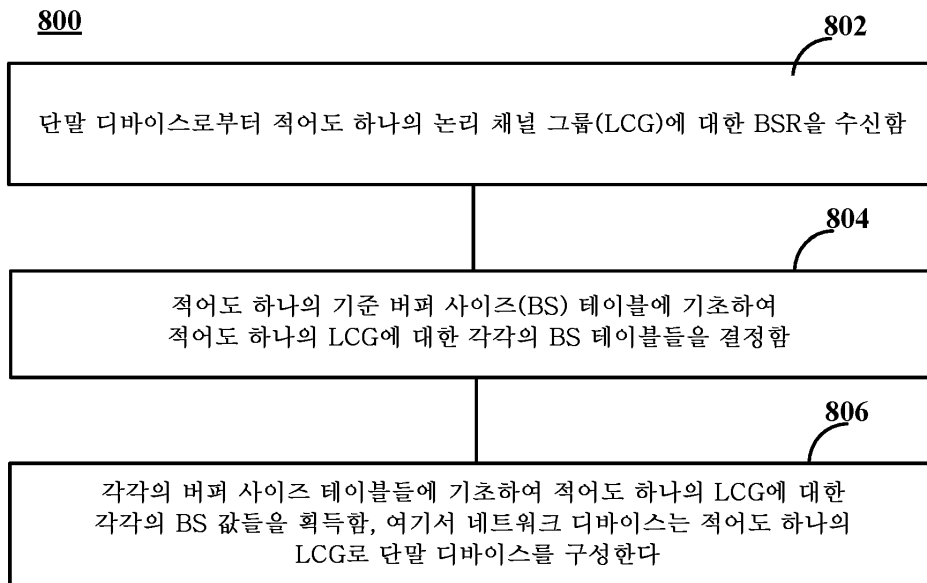 800
802
단말 디바이스로부터 적어도 하나의 논리 채널 그룹(LCG)에 대한 BSR을 수신함
804
적어도 하나의 기준 버퍼 사이즈(BS) 테이블에 기초하여
적어도 하나의 LCG에 대한 각각의 BS 테이블들을 결정함
806
각각의 버퍼 사이즈 테이블들에 기초하여 적어도 하나의 LCG에 대한
각각의 BS 값들을 획득함, 여기서 네트워크 디바이스는 적어도 하나의
LCG로 단말 디바이스를 구성한다